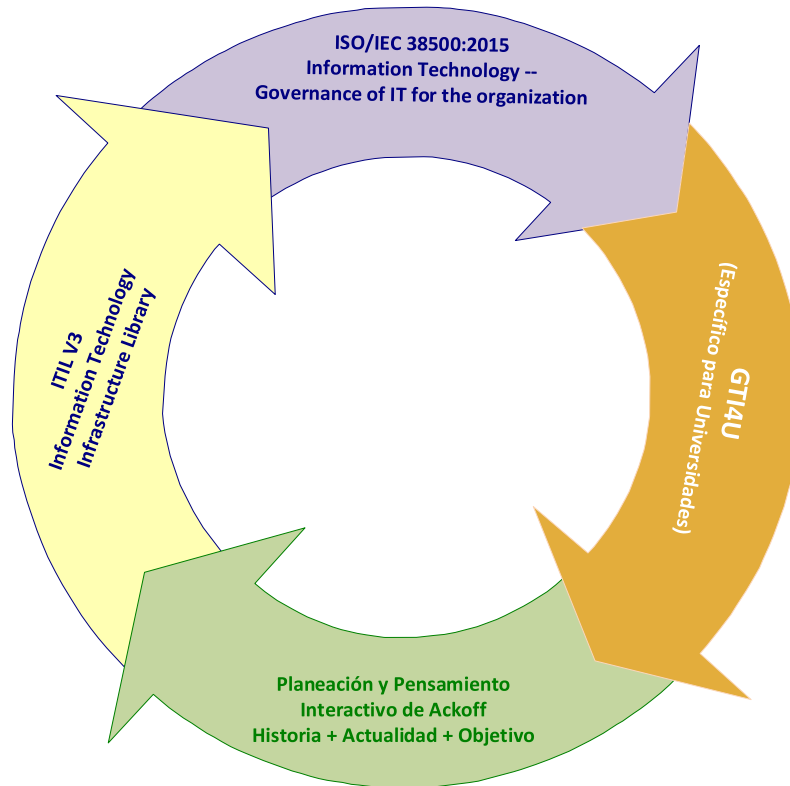 ISO/IEC 38500:2015
Information Technology --
Governance of IT for the organization
GTI4U
(Específico para Universidades)
Planeación y Pensamiento
Interactivo de Ackoff
Historia + Actualidad + Objetivo
ITIL V3
Information Technology
Infrastructure Library